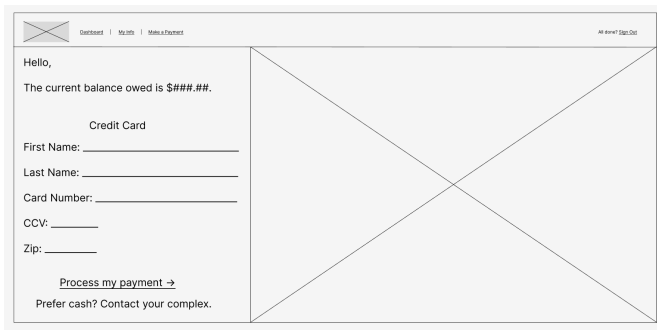 Dashboard | My Info | Make a Payment All done? Sign Out
Hello,
The current balance owed is $###.##.
Credit Card
First Name:
Last Name:
Card Number:
CCV:
Zip:
Process my payment →
Prefer cash? Contact your complex.